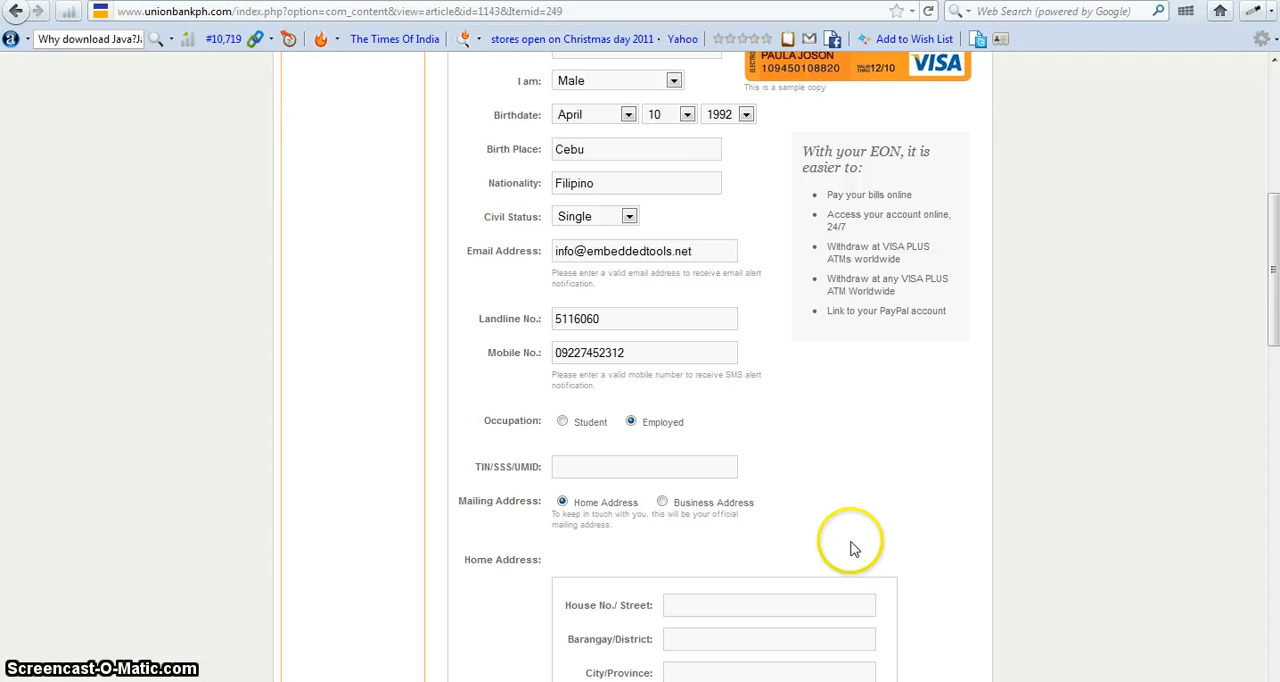 www.unionbankph.com/index.php?option=com_content&view=article&id=1143&Itemid=249
Web Search (powered by Google)
Why download Java?Ja
#10,719
The Times Of India
stores open on Christmas day 2011 - Yahoo
Add to Wish List
PAULA JOSON
109450108820
VALID THRU 12/10
VISA
This is a sample copy
I am: Male
Birthdate: April 10 1992
Birth Place: Cebu
Nationality: Filipino
Civil Status: Single
Email Address: info@embeddedtools.net
Please enter a valid email address to receive email alert
notification.
Landline No.: 5116060
Mobile No.: 09227452312
Please enter a valid mobile number to receive SMS alert
notification.
Occupation: Student Employed
TIN/SSS/UMID:
Mailing Address: Home Address Business Address
To keep in touch with you, this will be your official
mailing address.
Home Address:
House No./ Street:
Barangay/District:
City/Province:
With your EON, it is
easier to:
Pay your bills online
Access your account online,
24/7
Withdraw at VISA PLUS
ATMs worldwide
Withdraw at any VISA PLUS
ATM Worldwide
Link to your PayPal account
Screencast-O-Matic.com